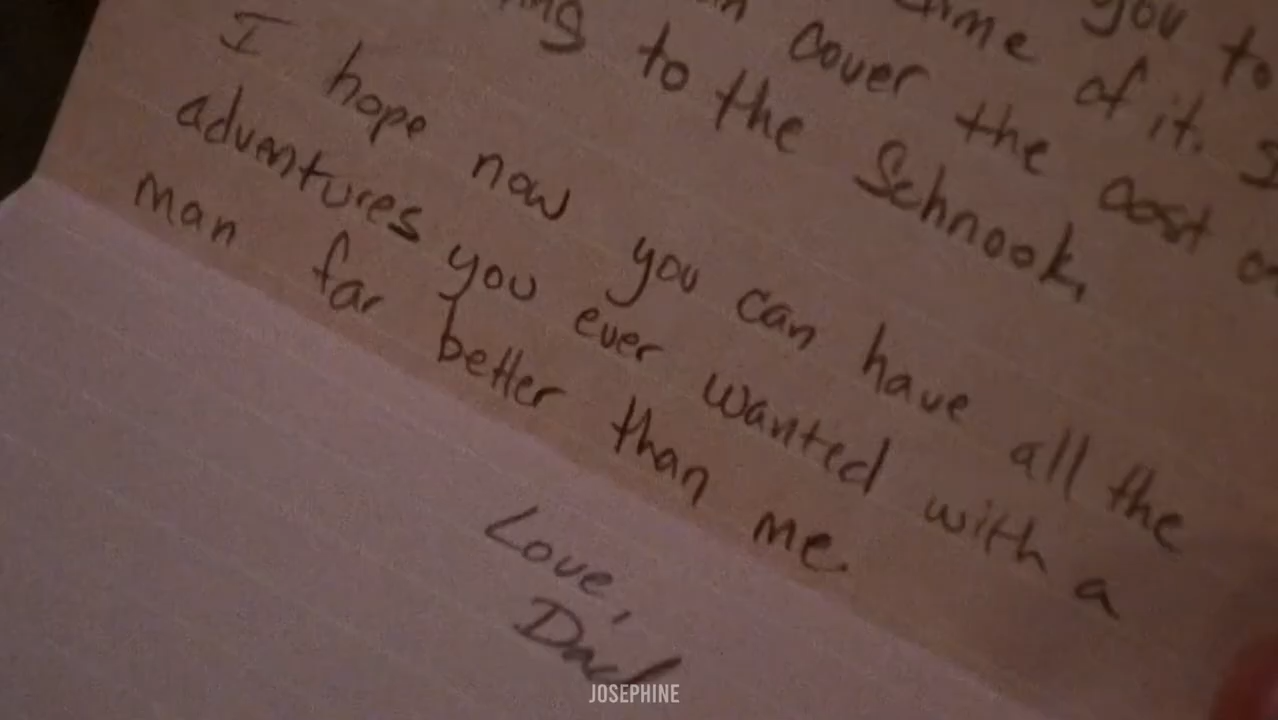 you to
time of it.
cover the cost
to the Schnook,
I hope now you can have all the
adventures you ever wanted with a
man far better than me
Love,
Dad
JOSEPHINE